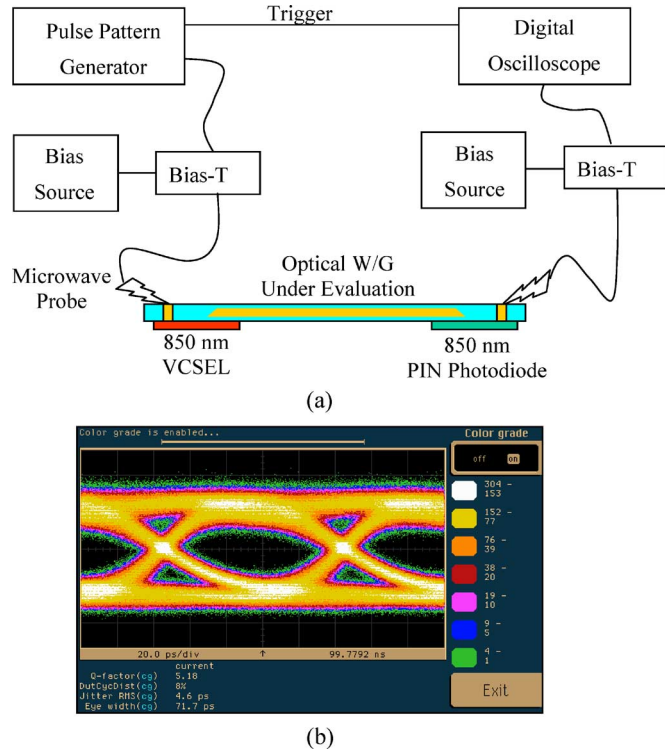 Pulse Pattern
Generator
Trigger
Digital
Oscilloscope
Bias
Source
Bias-T
Bias
Source
Bias-T
Microwave
Probe
Optical W/G
Under Evaluation
850 nm
VCSEL
850 nm
PIN Photodiode
(a)
Color grade is enabled...
Color grade
off on
304 -
153
152 -
77
76 -
39
38 -
20
19 -
10
9 -
5
4 -
1
20.0 ps/div ↑ 99.7792 ns
current
Q-factor(cg) 5.18
DutCycDist(cg) 8%
Jitter RMS(cg) 4.6 ps
Eye width(cg) 71.7 ps
Exit
(b)